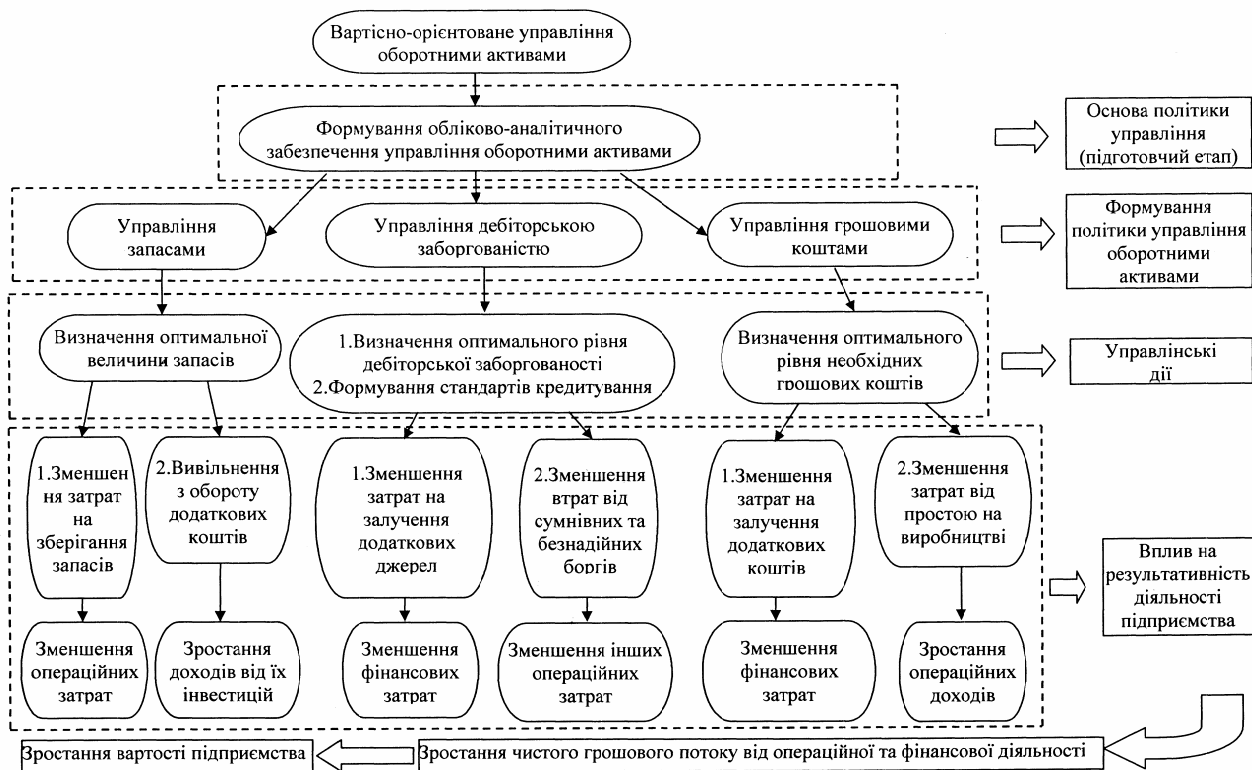 Вартісно-орієнтоване управління
оборотними активами
Формування обліково-аналітичного
забезпечення управління оборотними активами
Основа політики
управління
(підготовчий етап)
Управління
запасами
Управління дебіторською
заборгованістю
Управління грошовими
коштами
Формування
політики управління
оборотними
активами
Визначення оптимальної
величини запасів
1.Визначення оптимального рівня
дебіторської заборгованості
2.Формування стандартів кредитування
Визначення оптимального
рівня необхідних
грошових коштів
Управлінські
дії
1.Зменшен
ня затрат
на
зберігання
запасів
2.Вивільнення
з обороту
додаткових
коштів
1.Зменшення
затрат на
залучення
додаткових
джерел
2.Зменшення
втрат від
сумнівних та
безнадійних
боргів
1.Зменшення
затрат на
залучення
додаткових
коштів
2.Зменшення
затрат від
простою на
виробництві
Вплив на
результативність
діяльності
підприємства
Зменшення
операційних
затрат
Зростання
доходів від їх
інвестицій
Зменшення
фінансових
затрат
Зменшення інших
операційних
затрат
Зменшення
фінансових
затрат
Зростання
операційних
доходів
Зростання вартості підприємства
Зростання чистого грошового потоку від операційної та фінансової діяльності